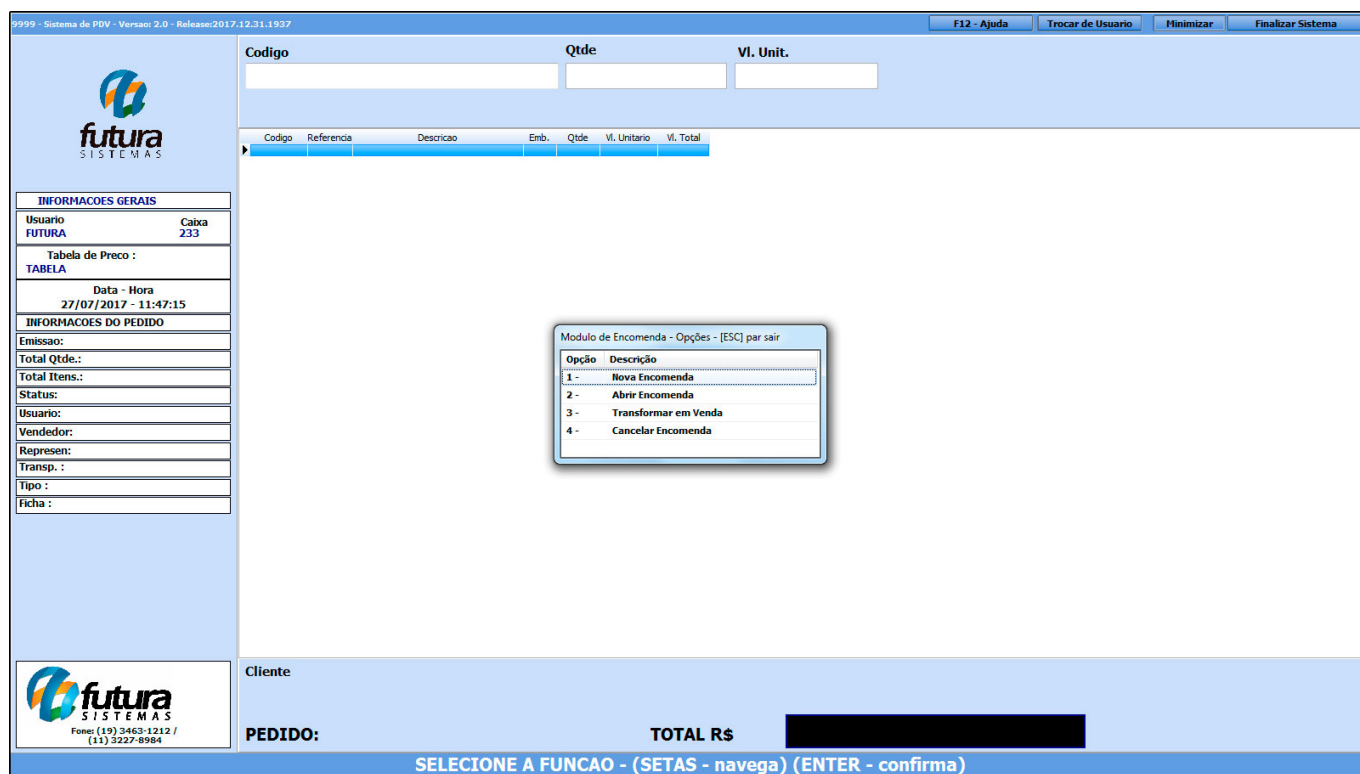 9999 - Sistema de PDV - Versao: 2.0 - Release:2017.12.31.1937
F12 - Ajuda
Trocar de Usuario
Minimizar
Finalizar Sistema
futura
SISTEMAS
Codigo
Qtde
Vl. Unit.
Codigo Referencia Descricao Emb. Qtde Vl. Unitario Vl. Total
INFORMACOES GERAIS
Usuario Caixa
FUTURA 233
Tabela de Preco :
TABELA
Data - Hora
27/07/2017 - 11:47:15
INFORMACOES DO PEDIDO
Emissao:
Total Qtde.:
Total Itens.:
Status:
Usuario:
Vendedor:
Represen:
Transp. :
Tipo :
Ficha :
Modulo de Encomenda - Opções - [ESC] par sair
Opção Descrição
1 - Nova Encomenda
2 - Abrir Encomenda
3 - Transformar em Venda
4 - Cancelar Encomenda
futura
SISTEMAS
Fone: (19) 3463-1212 /
(11) 3227-8984
Cliente
PEDIDO:
TOTAL R$
SELECIONE A FUNCAO - (SETAS - navega) (ENTER - confirma)